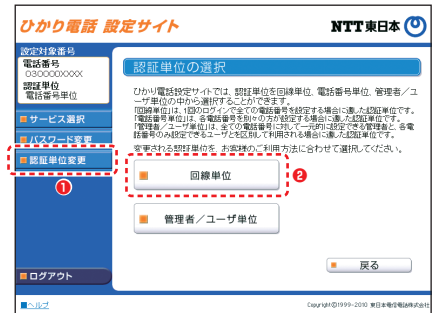 ひかり電話 設定サイト
NTT東日本
設定対象番号
電話番号
030000XXXX
認証単位
電話番号単位
サービス選択
パスワード変更
認証単位変更
❶
ログアウト
ヘルプ
認証単位の選択
ひかり電話設定サイトでは、認証単位を回線単位、電話番号単位、管理者/ユ
ーザ単位の中から選択することができます。
「回線単位」は、1回のログインで全ての電話番号を設定する場合に適した認証単位です。
「電話番号単位」は、各電話番号を別々の方が設定する場合に適した認証単位です。
「管理者/ユーザ単位」は、全ての電話番号に対して一元的に設定できる管理者と、各電
話番号のみ設定できるユーザとを区別して利用される場合に適した認証単位です。
変更される認証単位を、お客様のご利用方法に合わせて選択してください。
回線単位
❷
管理者/ユーザ単位
戻る
Copyright©1999-2010 東日本電信電話株式会社